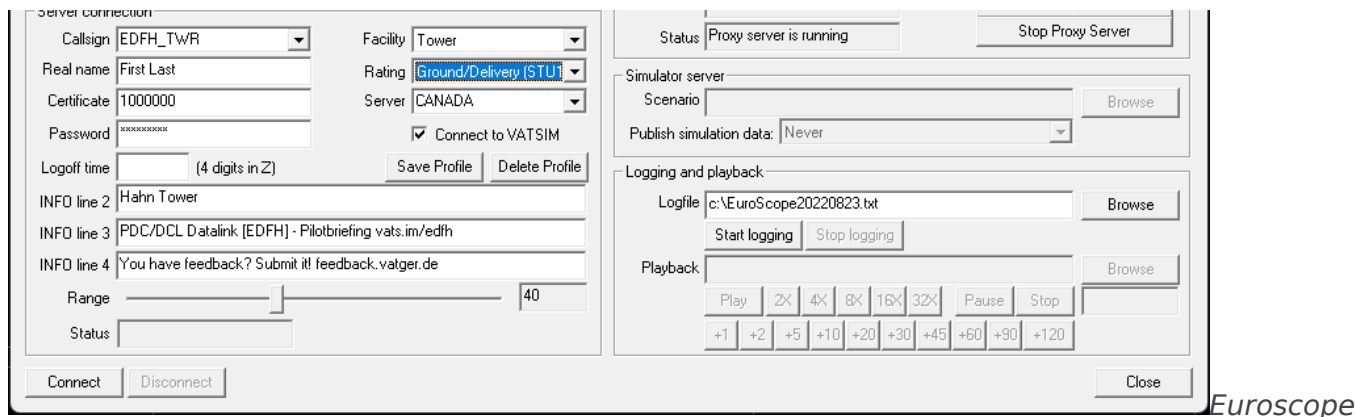 Server connection
Callsign EDFH_TWR Facility Tower
Real name First Last Rating Ground/Delivery (STU1
Certificate 1000000 Server CANADA
Password ********* Connect to VATSIM
Logoff time (4 digits in Z) Save Profile Delete Profile
INFO line 2 Hahn Tower
INFO line 3 PDC/DCL Datalink [EDFH] - Pilotbriefing vats.im/edfh
INFO line 4 You have feedback? Submit it! feedback.vatger.de
Range 40
Status
Connect Disconnect
Status Proxy server is running Stop Proxy Server
Simulator server
Scenario Browse
Publish simulation data: Never
Logging and playback
Logfile c:\EuroScope20220823.txt Browse
Start logging Stop logging
Playback Browse
Play 2X 4X 8X 16X 32X Pause Stop
+1 +2 +5 +10 +20 +30 +45 +60 +90 +120
Close
Euroscope